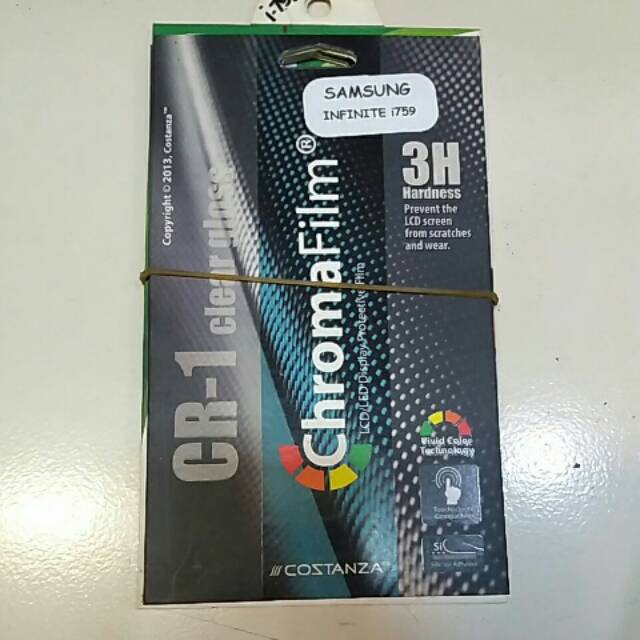 SAMSUNG
INFINITE i759
Copyright © 2013, Costanza™
CR-1 clear gloss
ChromaFilm®
LCD/LED Display Protective Film
3H
Hardness
Prevent the
LCD screen
from scratches
and wear.
Vivid Color
Technology
/// COSTANZA